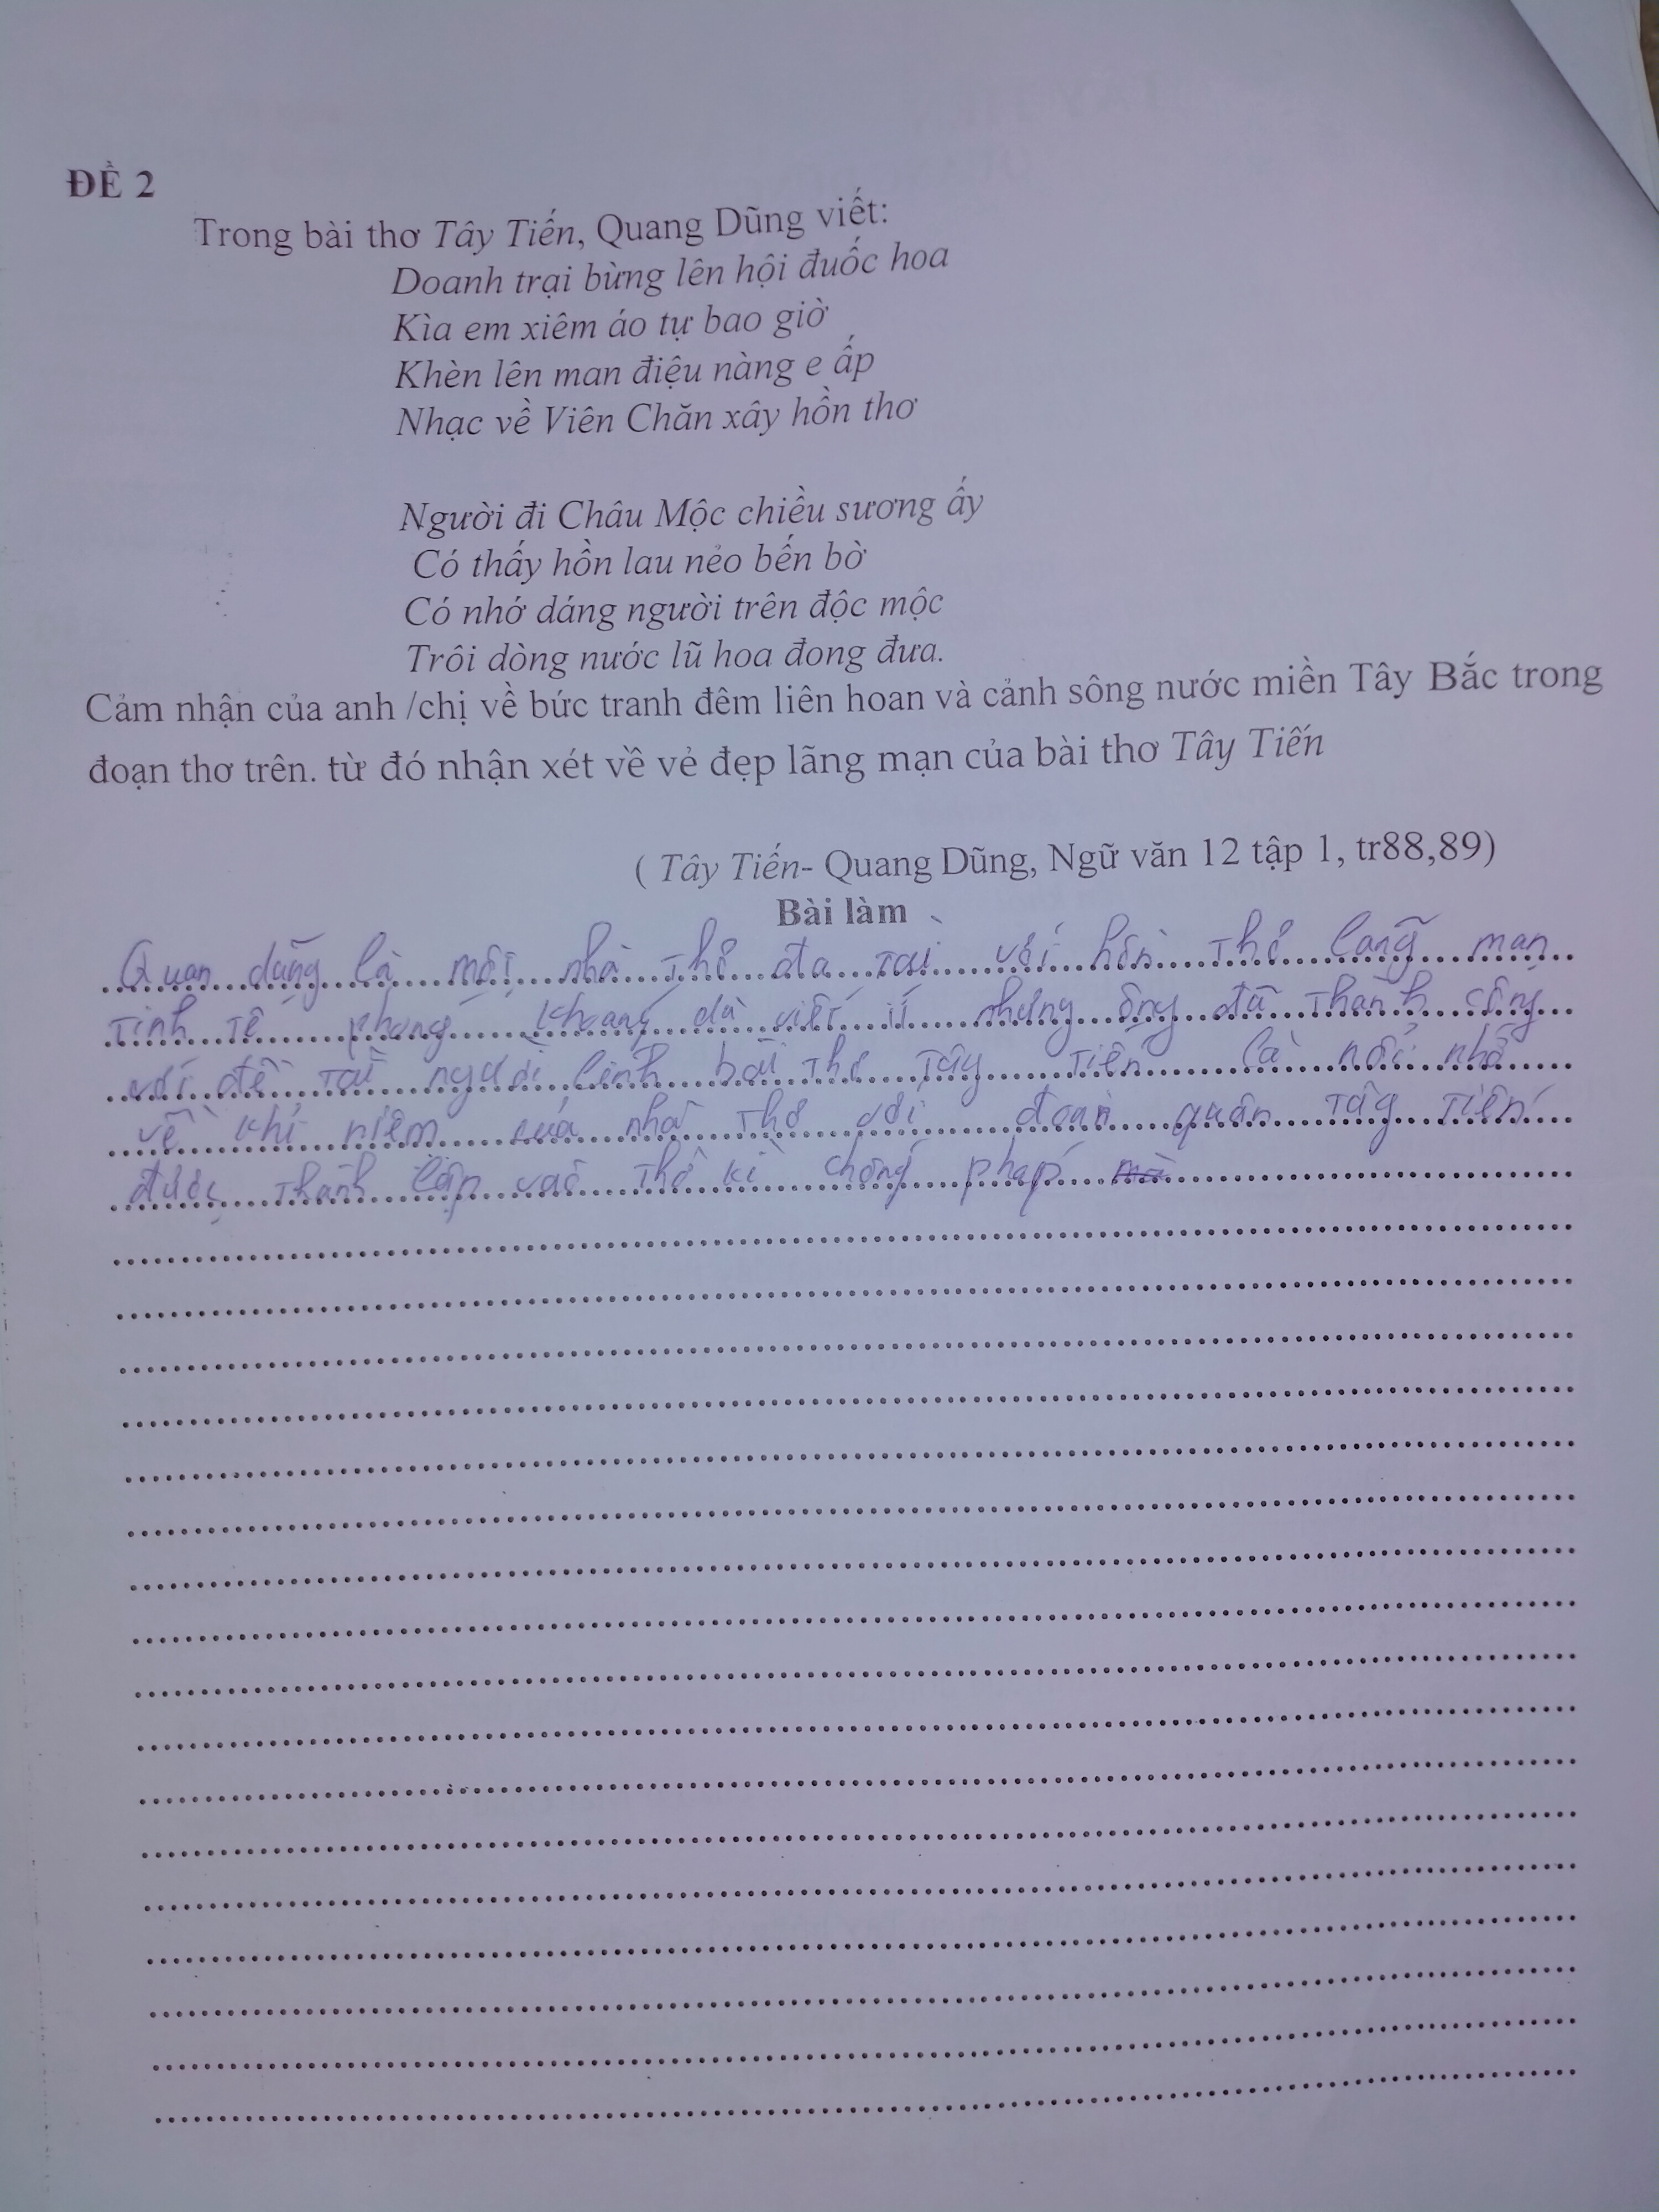 ĐỀ 2
Trong bài thơ Tây Tiến, Quang Dũng viết:
Doanh trại bừng lên hội đuốc hoa
Kìa em xiêm áo tự bao giờ
Khèn lên man điệu nàng e ấp
Nhạc về Viên Chăn xây hồn thơ
Người đi Châu Mộc chiều sương ấy
Có thấy hồn lau nẻo bến bờ
Có nhớ dáng người trên độc mộc
Trôi dòng nước lũ hoa đong đưa.
Cảm nhận của anh /chị về bức tranh đêm liên hoan và cảnh sông nước miền Tây Bắc trong
đoạn thơ trên. từ đó nhận xét về vẻ đẹp lãng mạn của bài thơ Tây Tiến
( Tây Tiến- Quang Dũng, Ngữ văn 12 tập 1, tr88,89)
Bài làm
Quan dũng là một nhà thơ đa tài với hồn thơ lãng mạn
tinh tế phóng khoáng dù viết ít nhưng ông đã thành công
với đề tài người lính bài thơ Tây Tiến là nỗi nhớ
về khỉ niệm của nhà thơ với đoàn quân Tây Tiến
được thành lập vào thờ kì chống pháp